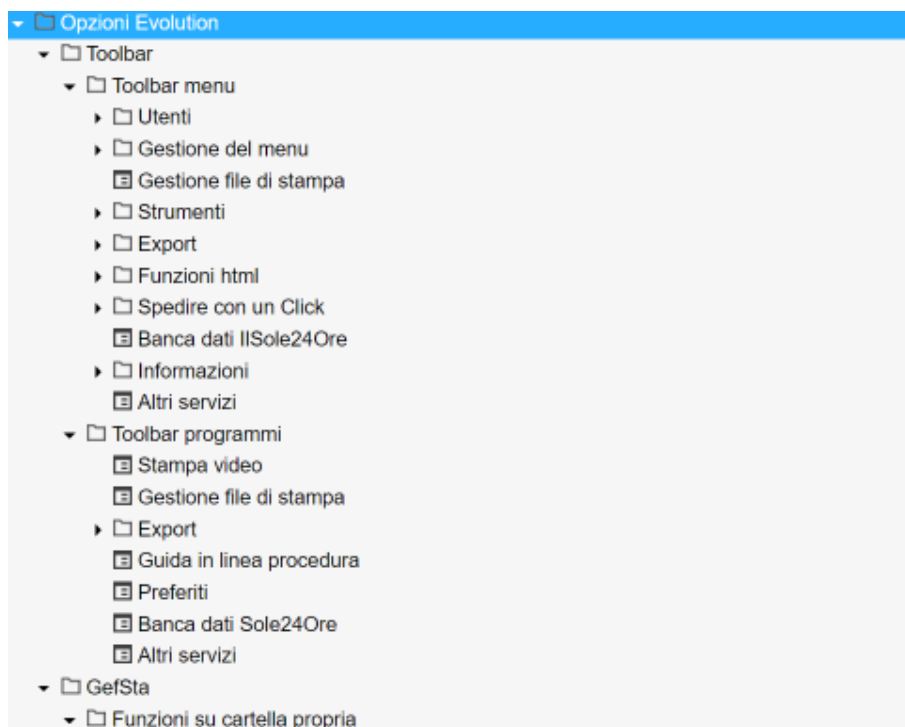 Opzioni Evolution
Toolbar
Toolbar menu
Utenti
Gestione del menu
Gestione file di stampa
Strumenti
Export
Funzioni html
Spedire con un Click
Banca dati IlSole24Ore
Informazioni
Altri servizi
Toolbar programmi
Stampa video
Gestione file di stampa
Export
Guida in linea procedura
Preferiti
Banca dati Sole24Ore
Altri servizi
GefSta
Funzioni su cartella propria